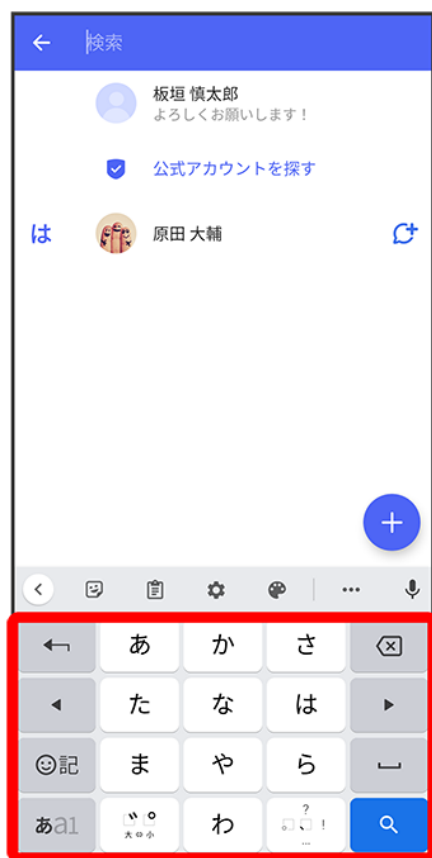 検索
板垣 慎太郎
よろしくお願いします！
公式アカウントを探す
は
原田 大輔
あ か さ
た な は
記 ま や ら
あa1 大⇔小 わ 、。?!…